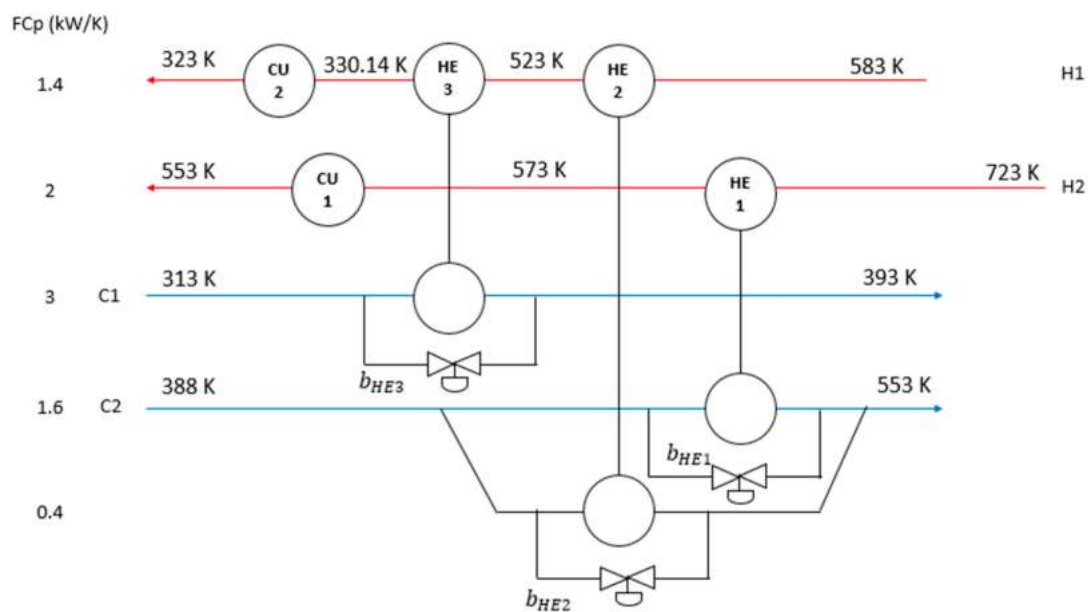 FCp (kW/K)
323 K
CU
2
330.14 K
HE
3
523 K
HE
2
583 K
H1
1.4
553 K
CU
1
573 K
HE
1
723 K
H2
2
313 K
393 K
3
C1
b_HE3
388 K
553 K
1.6
C2
b_HE1
0.4
b_HE2